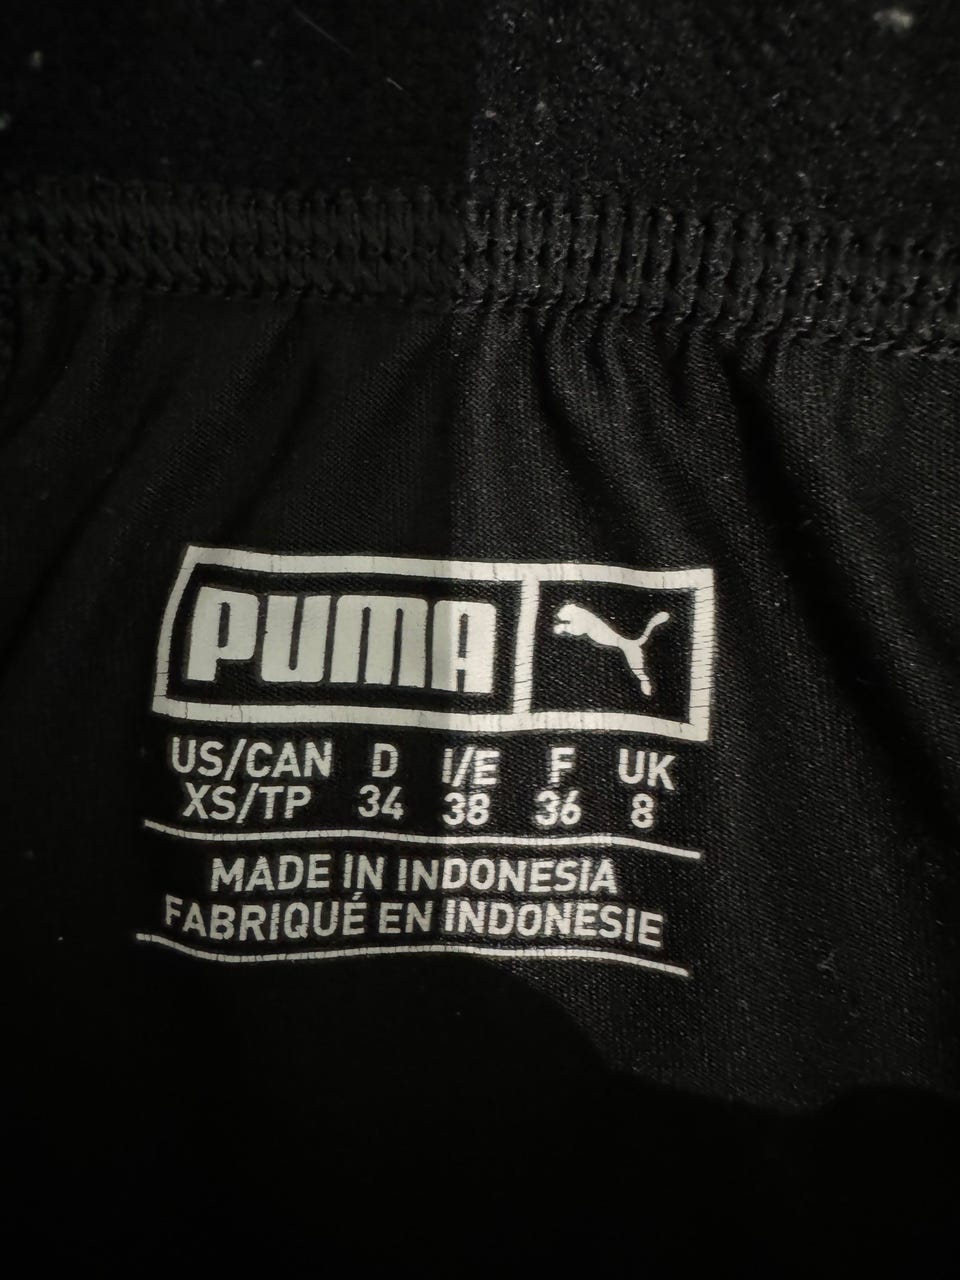 PUMA
US/CAN D I/E F UK
XS/TP 34 38 36 8
MADE IN INDONESIA
FABRIQUÉ EN INDONESIE